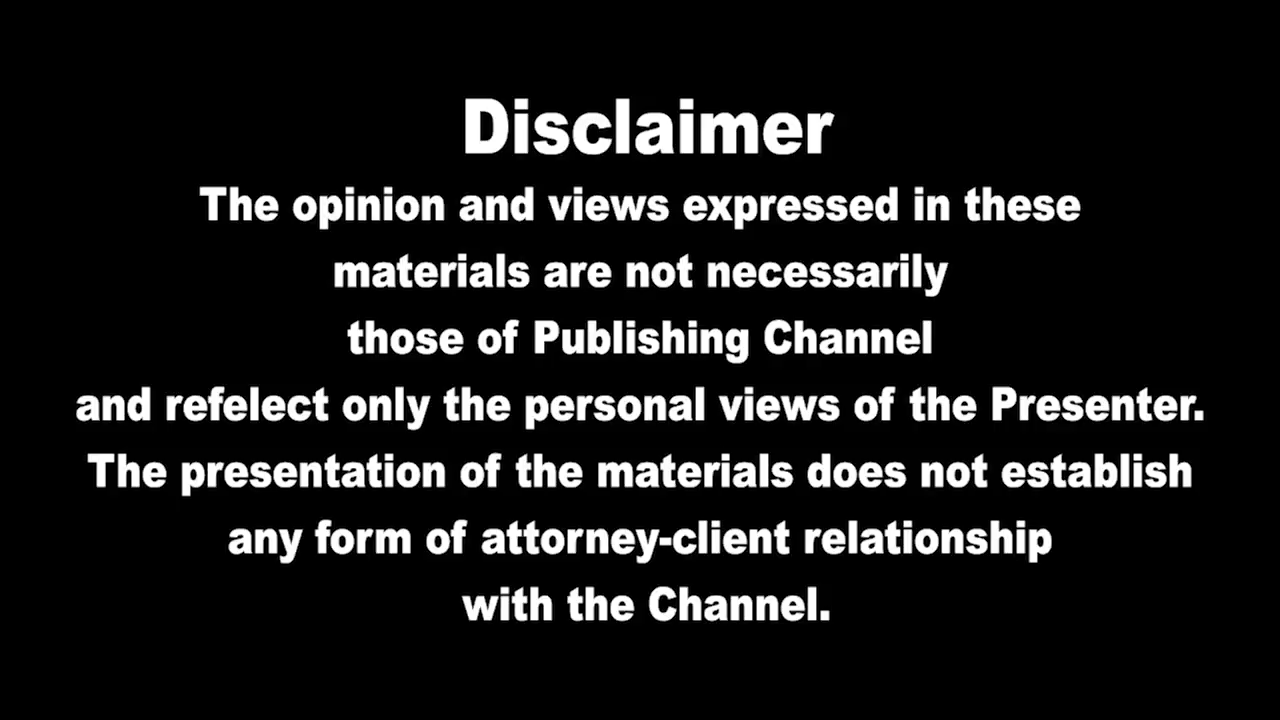 Disclaimer
The opinion and views expressed in these
materials are not necessarily
those of Publishing Channel
and refelect only the personal views of the Presenter.
The presentation of the materials does not establish
any form of attorney-client relationship
with the Channel.